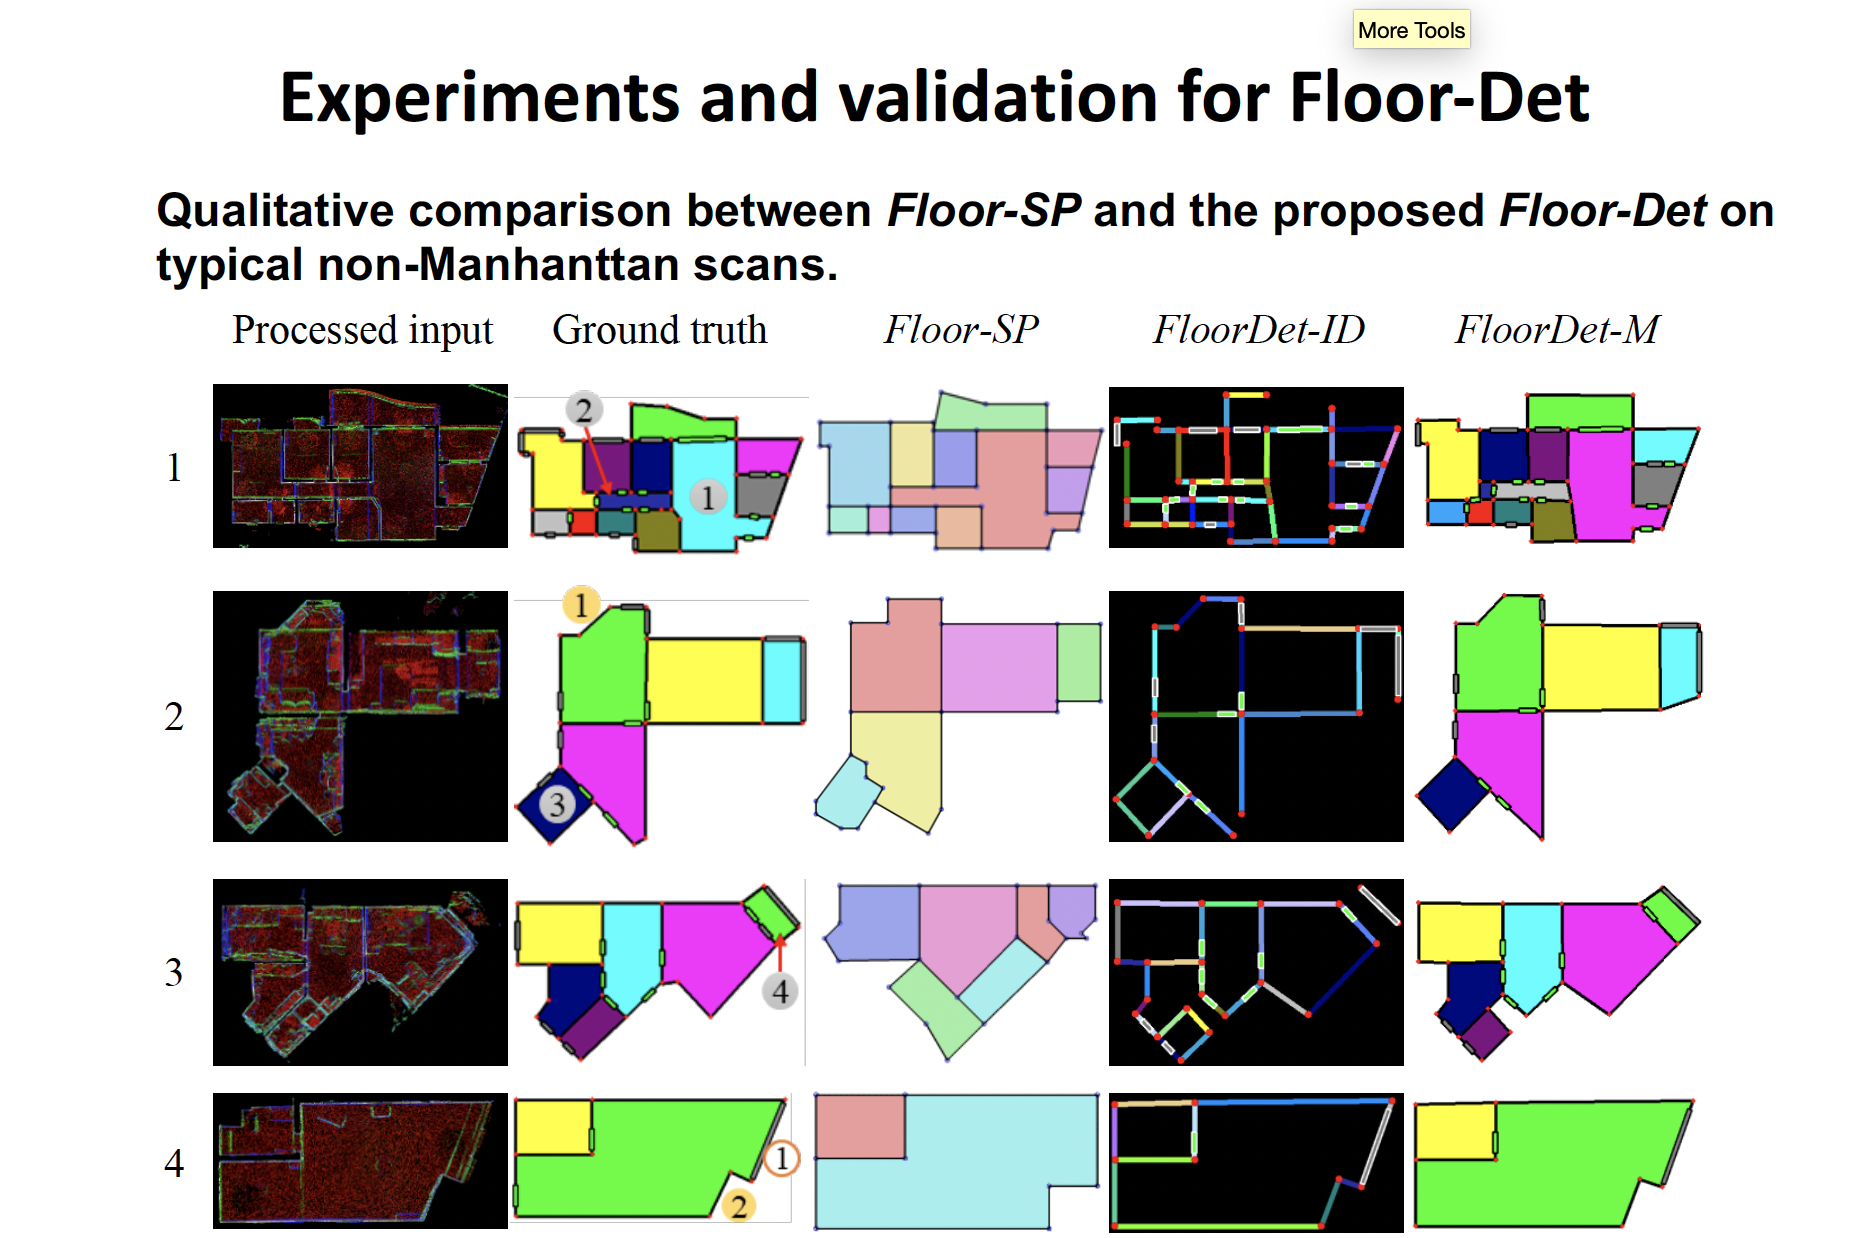 More Tools
Experiments and validation for Floor-Det
Qualitative comparison between Floor-SP and the proposed Floor-Det on
typical non-Manhanttan scans.
Processed input Ground truth Floor-SP FloorDet-ID FloorDet-M
1
2
1
2
1
3
3
4
4
1
2